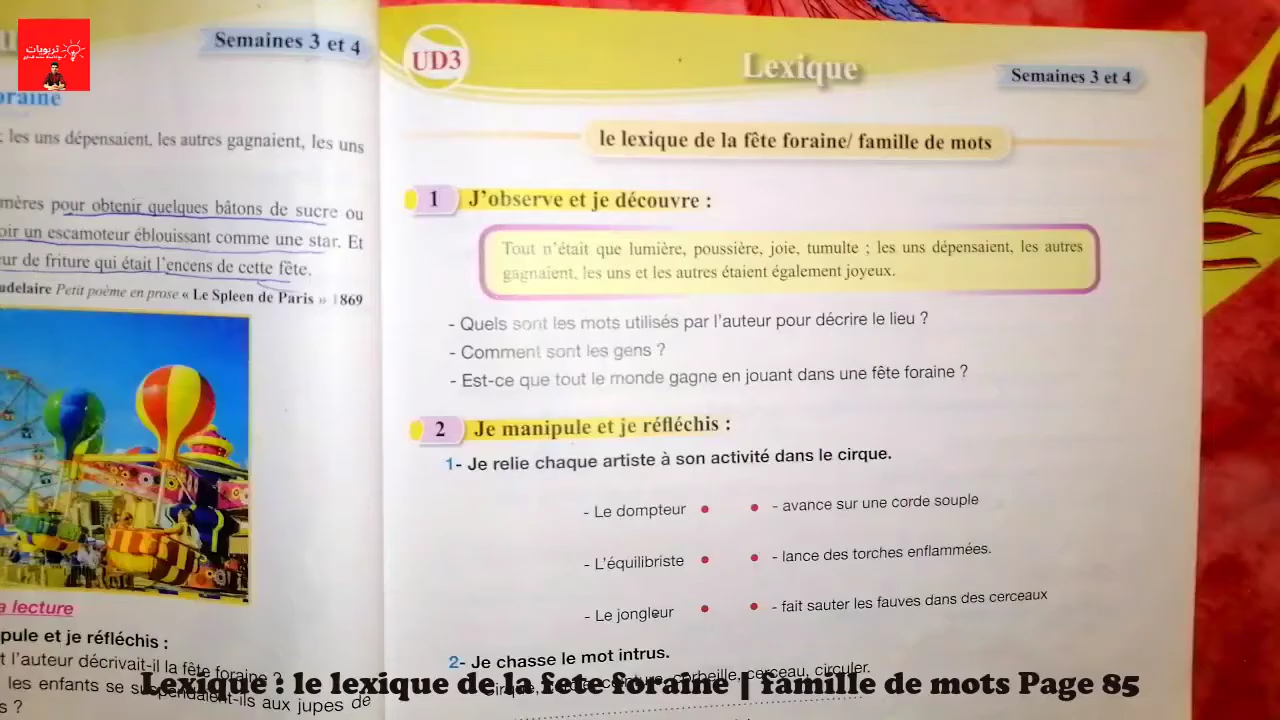 تربويات
Semaines 3 et 4
oraine
; les uns dépensaient, les autres gagnaient, les uns
mères pour obtenir quelques bâtons de sucre ou
oir un escamoteur éblouissant comme une star. Et
eur de friture qui était l'encens de cette fête.
udelaire Petit poème en prose « Le Spleen de Paris » 1869
a lecture
pule et je réfléchis :
t l'auteur décrivait-il la fête foraine ?
les enfants se suspendaient-ils aux jupes de
s ?
UD3
Lexique
Semaines 3 et 4
le lexique de la fête foraine/ famille de mots
1 J'observe et je découvre :
Tout n'était que lumière, poussière, joie, tumulte ; les uns dépensaient, les autres
gagnaient, les uns et les autres étaient également joyeux.
- Quels sont les mots utilisés par l'auteur pour décrire le lieu ?
- Comment sont les gens ?
- Est-ce que tout le monde gagne en jouant dans une fête foraine ?
2 Je manipule et je réfléchis :
1- Je relie chaque artiste à son activité dans le cirque.
- Le dompteur - avance sur une corde souple
- L'équilibriste - lance des torches enflammées.
- Le jongleur - fait sauter les fauves dans des cerceaux
2- Je chasse le mot intrus.
corbeille, cerceau, circuler.
Lexique : le lexique de la fete foraine | famille de mots Page 85